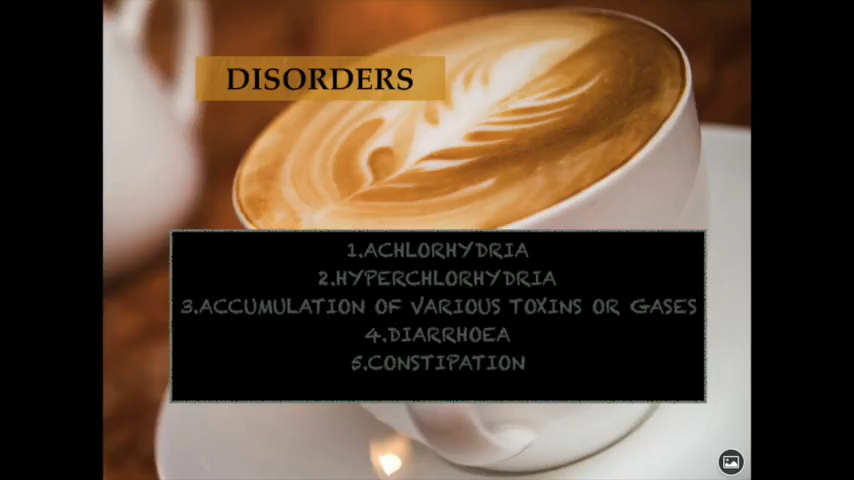 DISORDERS
1.ACHLORHYDRIA
2.HYPERCHLORHYDRIA
3.ACCUMULATION OF VARIOUS TOXINS OR GASES
4.DIARRHOEA
5.CONSTIPATION